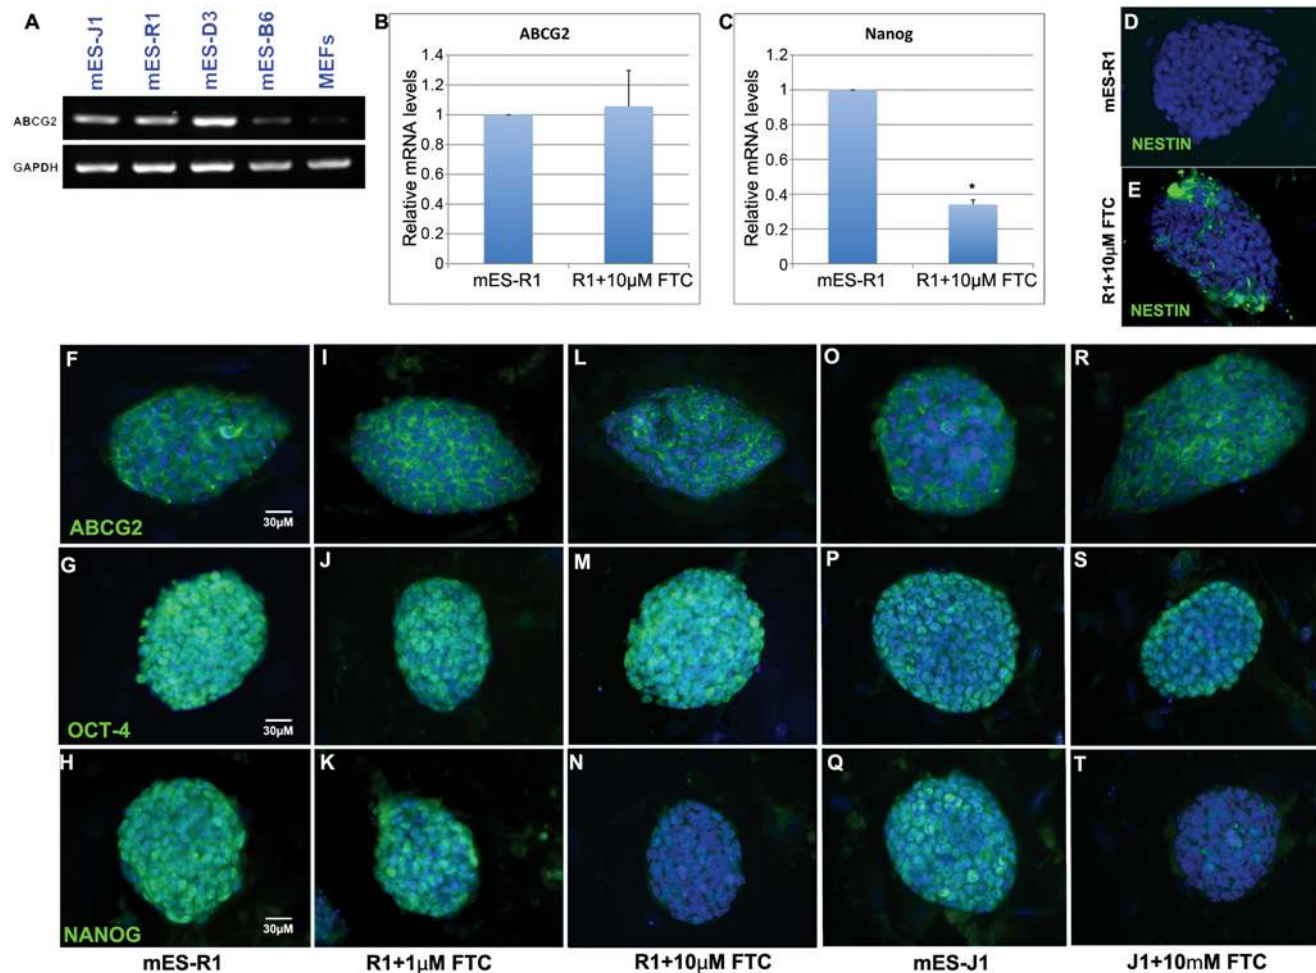 A
mES-J1
mES-R1
mES-D3
mES-B6
MEFs
ABCG2
GAPDH
B
ABCG2
Relative mRNA levels
1.4
1.2
1
0.8
0.6
0.4
0.2
0
mES-R1
R1+10µM FTC
C
Nanog
Relative mRNA levels
1.2
1
0.8
0.6
0.4
0.2
0
*
mES-R1
R1+10µM FTC
D
mES-R1
NESTIN
E
R1+10µM FTC
NESTIN
F
I
L
O
R
ABCG2
30µM
G
J
M
P
S
OCT-4
30µM
H
K
N
Q
T
NANOG
30µM
mES-R1
R1+1µM FTC
R1+10µM FTC
mES-J1
J1+10mM FTC